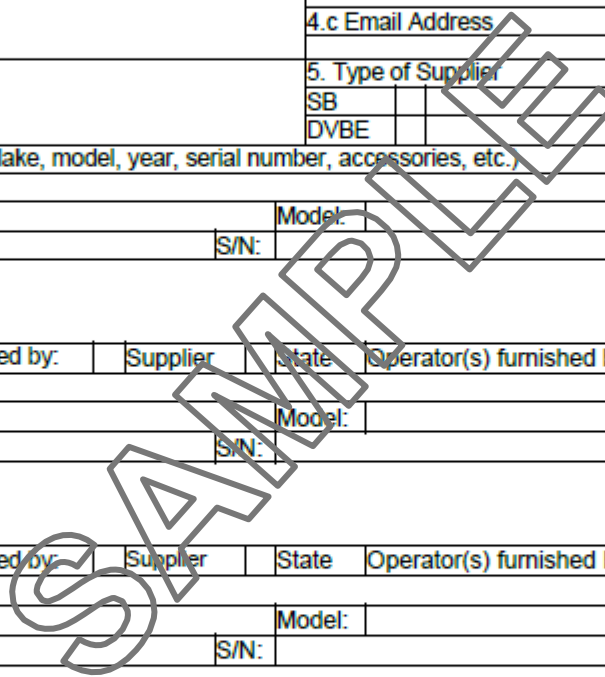 4.c Email Address
5. Type of Supplier
SB
DVBE
ake, model, year, serial number, accessories, etc.)
Model:
S/N:
ed by: Supplier State Operator(s) furnished
Model:
S/N:
ed by: Supplier State Operator(s) furnished
Model:
S/N:
SAMPLE